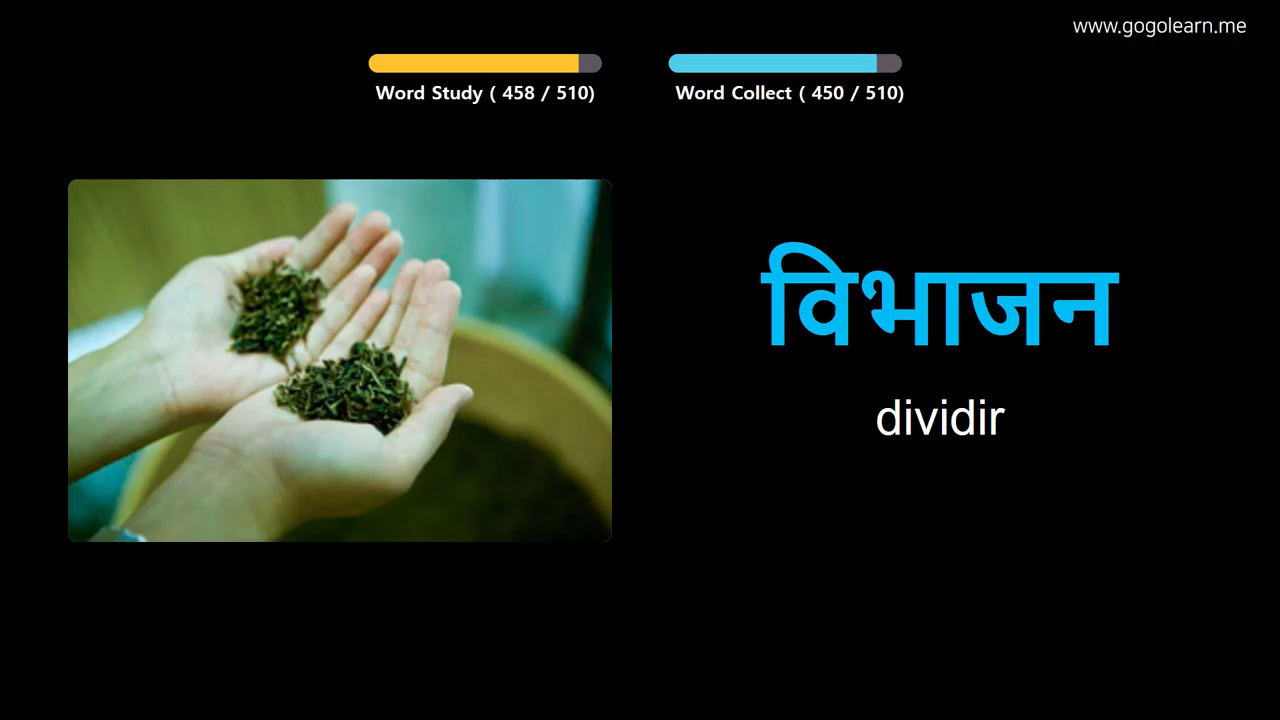 www.gogolearn.me
Word Study ( 458 / 510)
Word Collect ( 450 / 510)
विभाजन
dividir